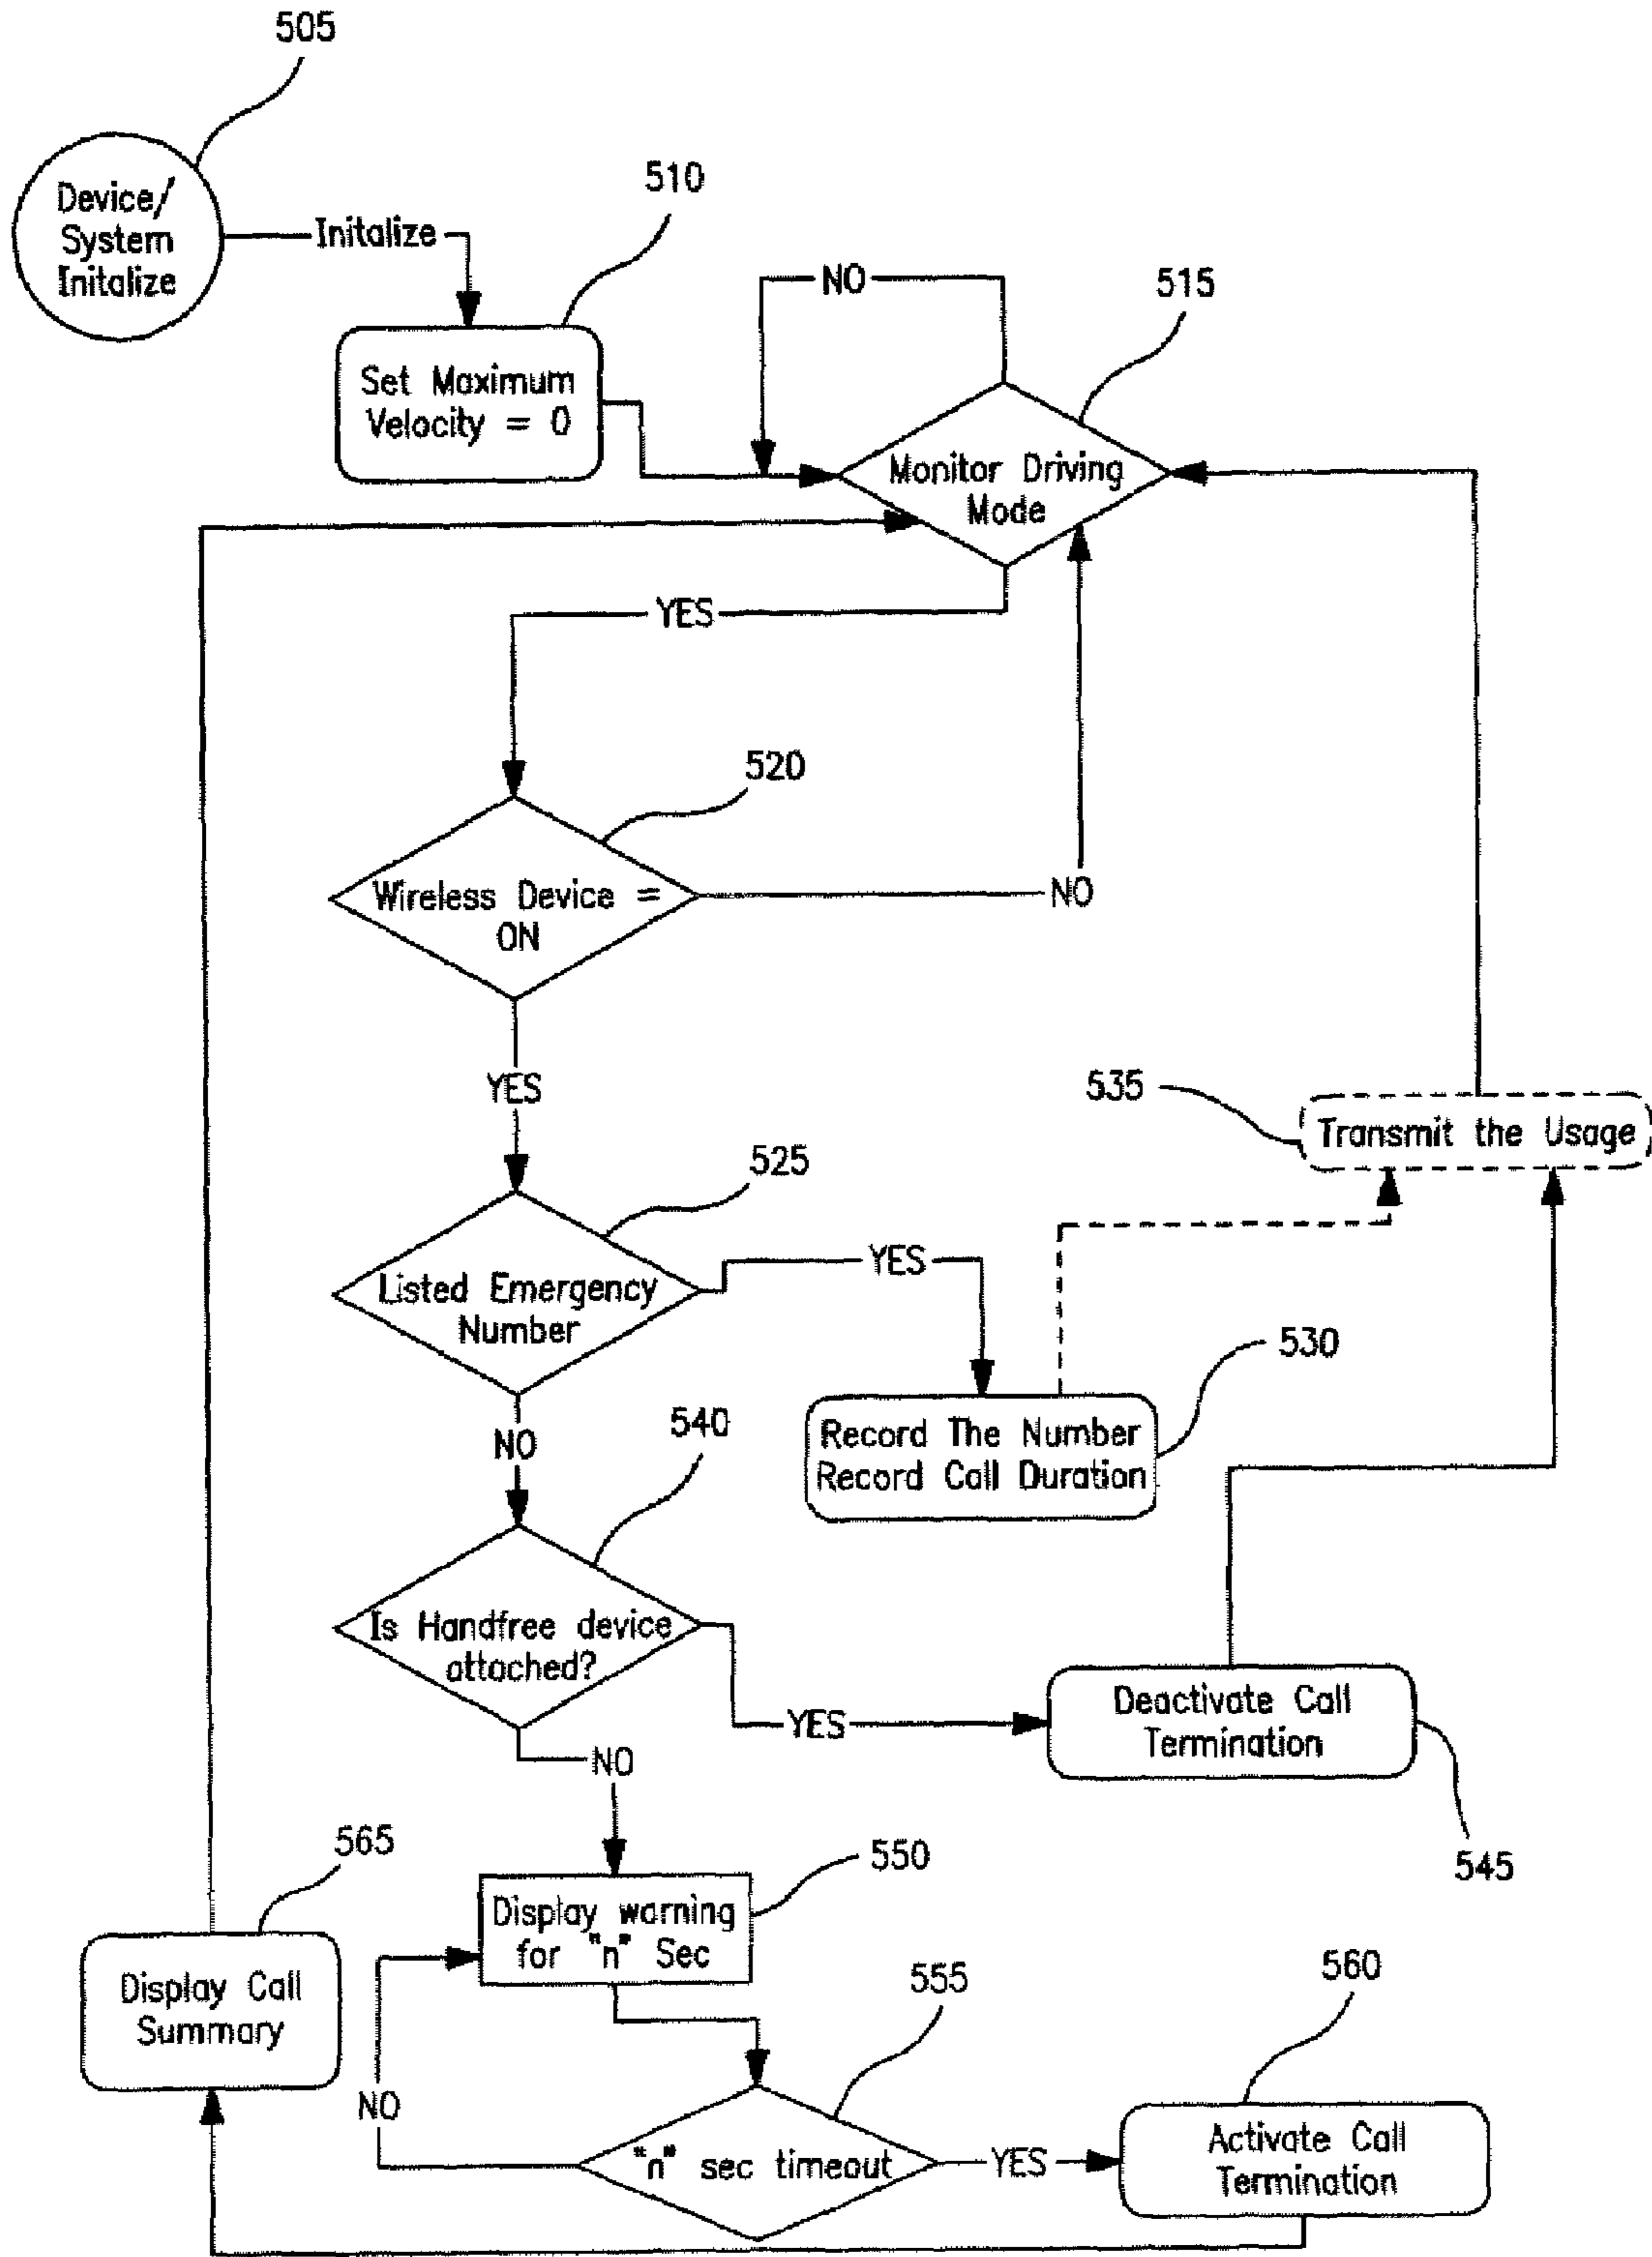 505
Device/
System
Initalize
Initalize
510
Set Maximum
Velocity = 0
NO
515
Monitor Driving
Mode
YES
520
Wireless Device =
ON
NO
YES
535
Transmit the Usage
525
Listed Emergency
Number
YES
530
Record The Number
Record Call Duration
NO
540
Is Handfree device
attached?
YES
Deactivate Call
Termination
545
NO
550
Display warning
for "n" Sec
565
Display Call
Summary
555
"n" sec timeout
NO
YES
560
Activate Call
Termination